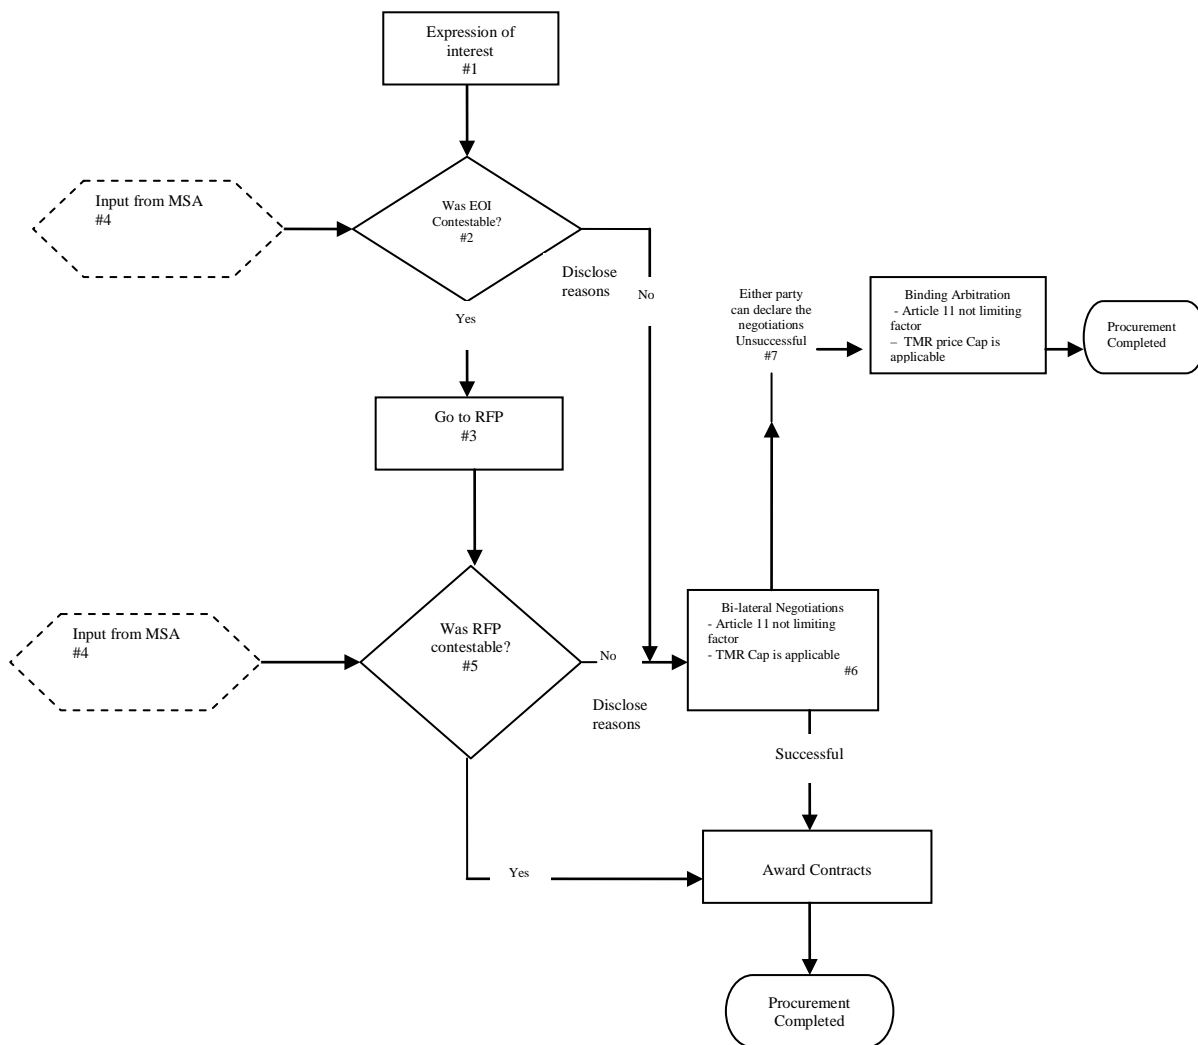 Expression of
interest
#1
Input from MSA
#4
Was EOI
Contestable?
#2
Disclose
reasons
No
Yes
Either party
can declare the
negotiations
Unsuccessful
#7
Binding Arbitration
- Article 11 not limiting
factor
– TMR price Cap is
applicable
Procurement
Completed
Go to RFP
#3
Input from MSA
#4
Was RFP
contestable?
#5
No
Disclose
reasons
Bi-lateral Negotiations
- Article 11 not limiting
factor
- TMR Cap is applicable
#6
Successful
Yes
Award Contracts
Procurement
Completed